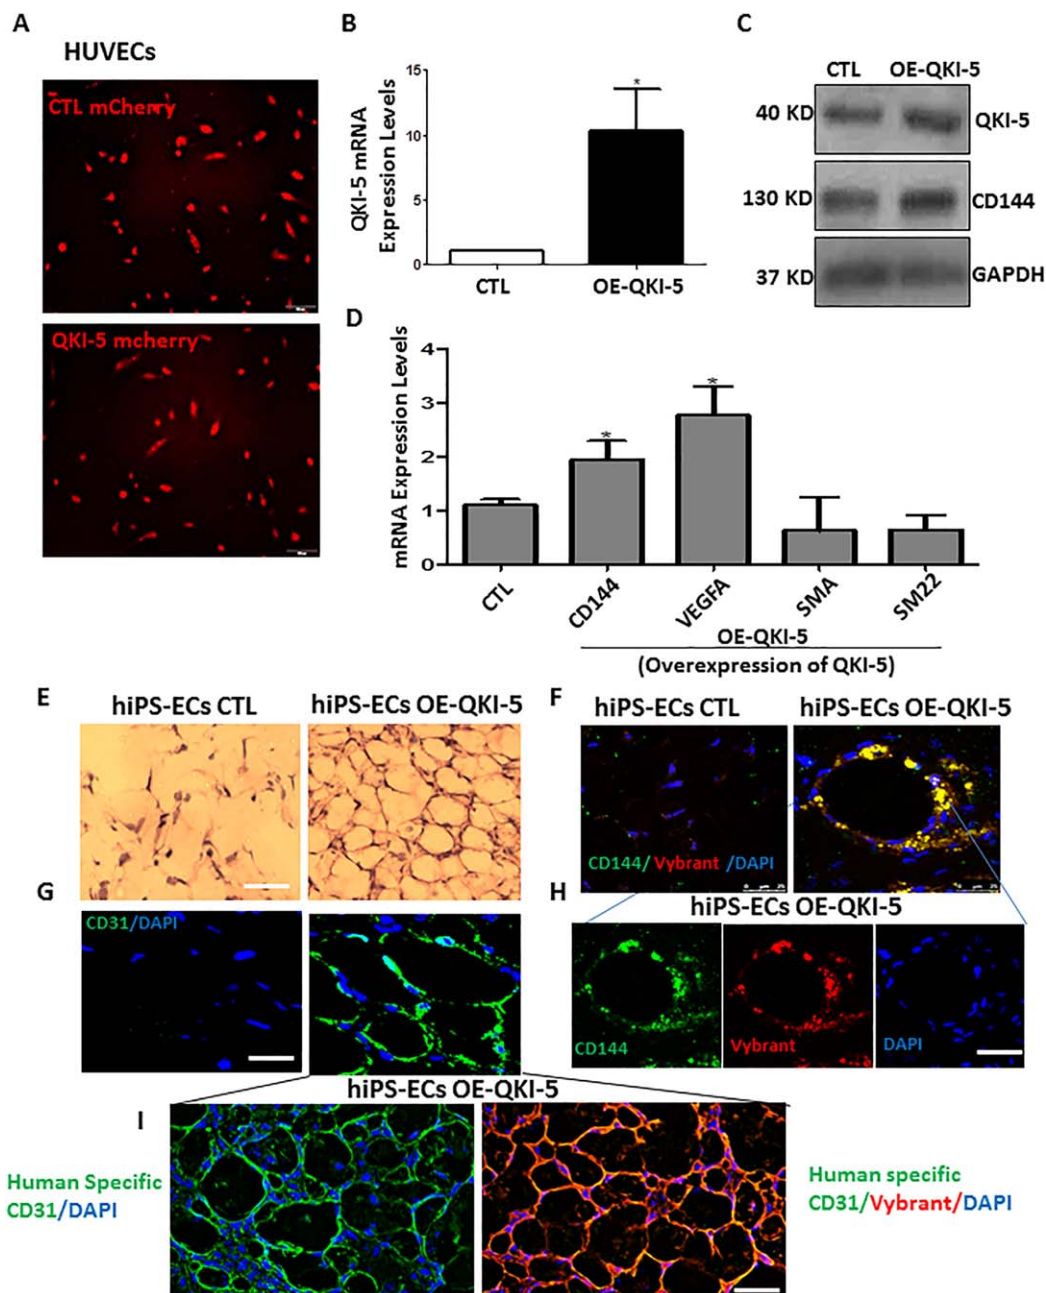 A
HUVECs
CTL mCherry
QKI-5 mcherry
B
QKI-5 mRNA
Expression Levels
15
10
5
0
*
CTL
OE-QKI-5
C
CTL
OE-QKI-5
40 KD
QKI-5
130 KD
CD144
37 KD
GAPDH
D
mRNA Expression Levels
4
3
2
1
0
*
*
CTL
CD144
VEGFA
SMA
SM22
OE-QKI-5
(Overexpression of QKI-5)
E
hiPS-ECs CTL
hiPS-ECs OE-QKI-5
F
hiPS-ECs CTL
hiPS-ECs OE-QKI-5
CD144/ Vybrant /DAPI
G
CD31/DAPI
H
hiPS-ECs OE-QKI-5
CD144
Vybrant
DAPI
hiPS-ECs OE-QKI-5
I
Human Specific
CD31/DAPI
Human specific
CD31/Vybrant/DAPI